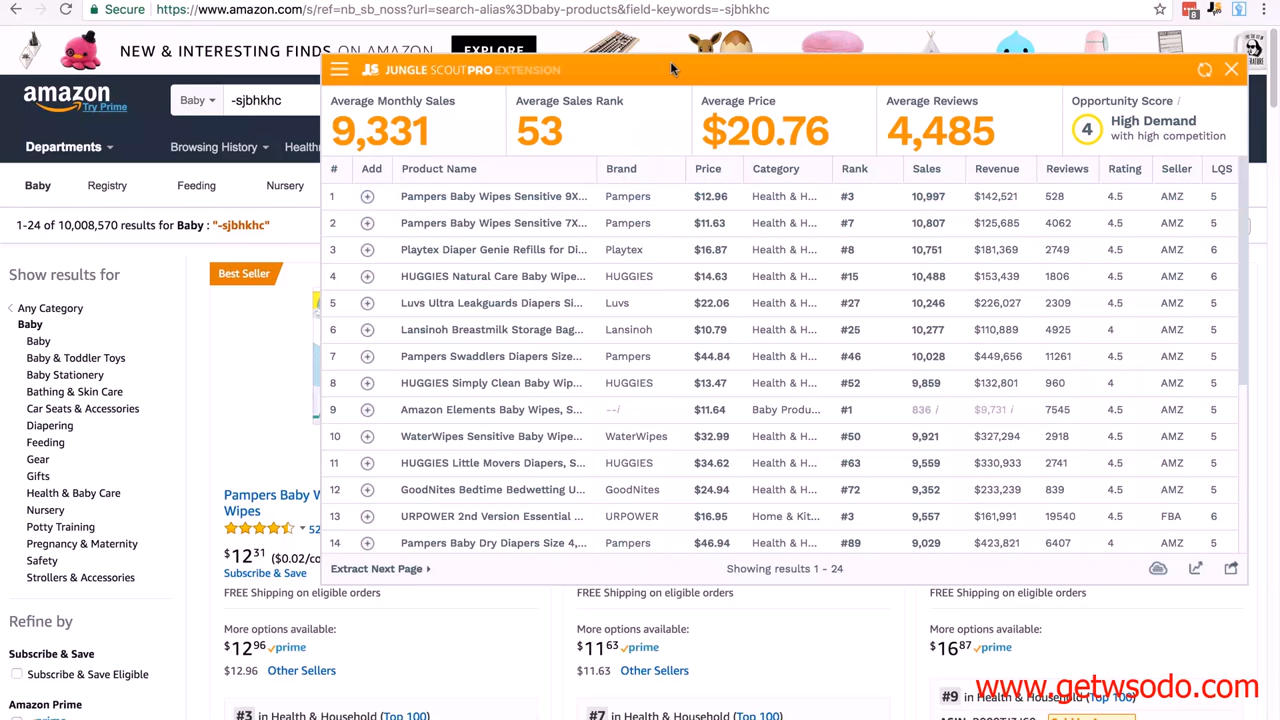 Secure https://www.amazon.com/s/ref=nb_sb_noss?url=search-alias%3Dbaby-products&field-keywords=-sjbhkhc
8
NEW & INTERESTING FINDS ON AMAZON EXPLORE
amazon
Try Prime
Baby -sjbhkhc
Departments Browsing History Health
Baby Registry Feeding Nursery
1-24 of 10,008,570 results for Baby : "-sjbhkhc"
Show results for
Any Category
Baby
Baby
Baby & Toddler Toys
Baby Stationery
Bathing & Skin Care
Car Seats & Accessories
Diapering
Feeding
Gear
Gifts
Health & Baby Care
Nursery
Potty Training
Pregnancy & Maternity
Safety
Strollers & Accessories
Refine by
Subscribe & Save
Subscribe & Save Eligible
Amazon Prime
JS JUNGLE SCOUTPRO EXTENSION
Average Monthly Sales Average Sales Rank Average Price Average Reviews Opportunity Score i
9,331 53 $20.76 4,485 4 High Demand
with high competition
# Add Product Name Brand Price Category Rank Sales Revenue Reviews Rating Seller LQS
1 Pampers Baby Wipes Sensitive 9X... Pampers $12.96 Health & H... #3 10,997 $142,521 528 4.5 AMZ 5
2 Pampers Baby Wipes Sensitive 7X... Pampers $11.63 Health & H... #7 10,807 $125,685 4062 4.5 AMZ 5
3 Playtex Diaper Genie Refills for Di... Playtex $16.87 Health & H... #8 10,751 $181,369 2749 4.5 AMZ 6
4 HUGGIES Natural Care Baby Wipe... HUGGIES $14.63 Health & H... #15 10,488 $153,439 1806 4.5 AMZ 6
5 Luvs Ultra Leakguards Diapers Si... Luvs $22.06 Health & H... #27 10,246 $226,027 2309 4.5 AMZ 5
6 Lansinoh Breastmilk Storage Bag... Lansinoh $10.79 Health & H... #25 10,277 $110,889 4925 4 AMZ 5
7 Pampers Swaddlers Diapers Size... Pampers $44.84 Health & H... #46 10,028 $449,656 11261 4.5 AMZ 5
8 HUGGIES Simply Clean Baby Wip... HUGGIES $13.47 Health & H... #52 9,859 $132,801 960 4 AMZ 5
9 Amazon Elements Baby Wipes, S... --i $11.64 Baby Produ... #1 836 i $9,731 i 7545 4.5 AMZ 5
10 WaterWipes Sensitive Baby Wipe... WaterWipes $32.99 Health & H... #50 9,921 $327,294 2918 4.5 AMZ 5
11 HUGGIES Little Movers Diapers, S... HUGGIES $34.62 Health & H... #63 9,559 $330,933 2741 4.5 AMZ 5
12 GoodNites Bedtime Bedwetting U... GoodNites $24.94 Health & H... #72 9,352 $233,239 839 4.5 AMZ 5
13 URPOWER 2nd Version Essential ... URPOWER $16.95 Home & Kit... #3 9,557 $161,991 19540 4.5 FBA 6
14 Pampers Baby Dry Diapers Size 4,... Pampers $46.94 Health & H... #89 9,029 $423,821 6407 4 AMZ 5
Extract Next Page Showing results 1 - 24
Best Seller
Pampers Baby W
Wipes
52
$12 31 ($0.02/co
Subscribe & Save
FREE Shipping on eligible orders FREE Shipping on eligible orders FREE Shipping on eligible orders
More options available: More options available: More options available:
$12 96 prime $11 63 prime $16 87 prime
$12.96 Other Sellers $11.63 Other Sellers
#3 in Health & Household (Top 100) #7 in Health & Household (Top 100) #9 in Health & Household (Top 100)
www.getwsodo.com